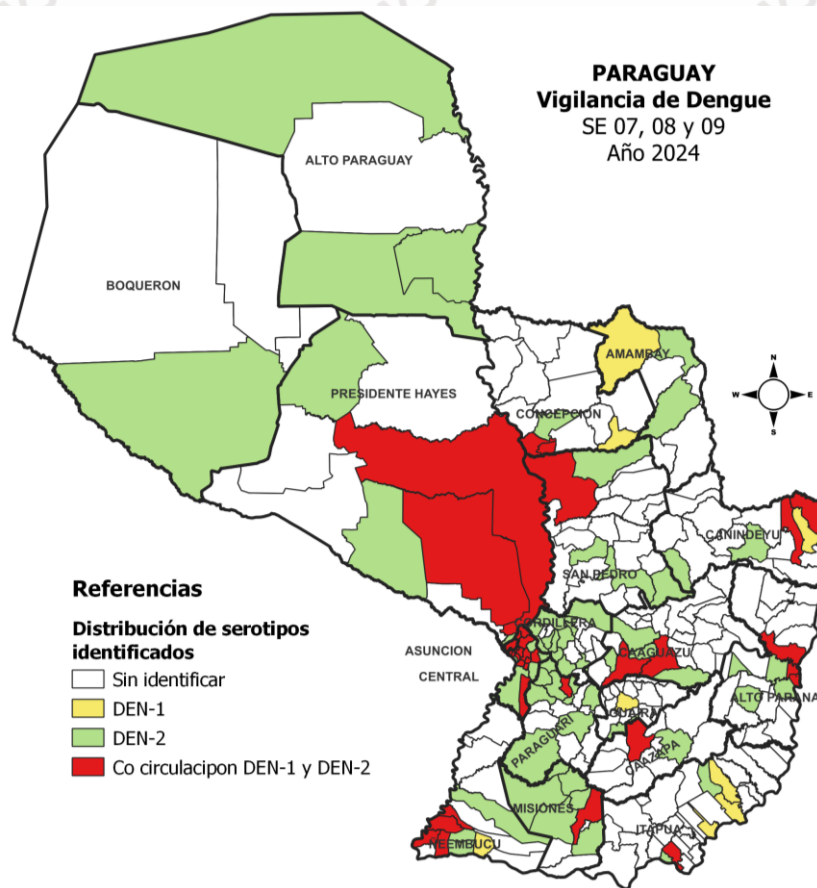 PARAGUAY
Vigilancia de Dengue
SE 07, 08 y 09
Año 2024
ALTO PARAGUAY
BOQUERON
AMAMBAY
N
W E
S
PRESIDENTE HAYES
CONCEPCIÓN
CANINDEYU
SAN PEDRO
Referencias
Distribución de serotipos
identificados
Sin identificar
DEN-1
DEN-2
Co circulacipon DEN-1 y DEN-2
CORDILLERA
ASUNCION
CENTRAL
CAAGUAZU
ALTO PARANA
GUAIRA
PARAGUARI
CAAZAPA
MISIONES
ITAPUA
ÑEEMBUCU